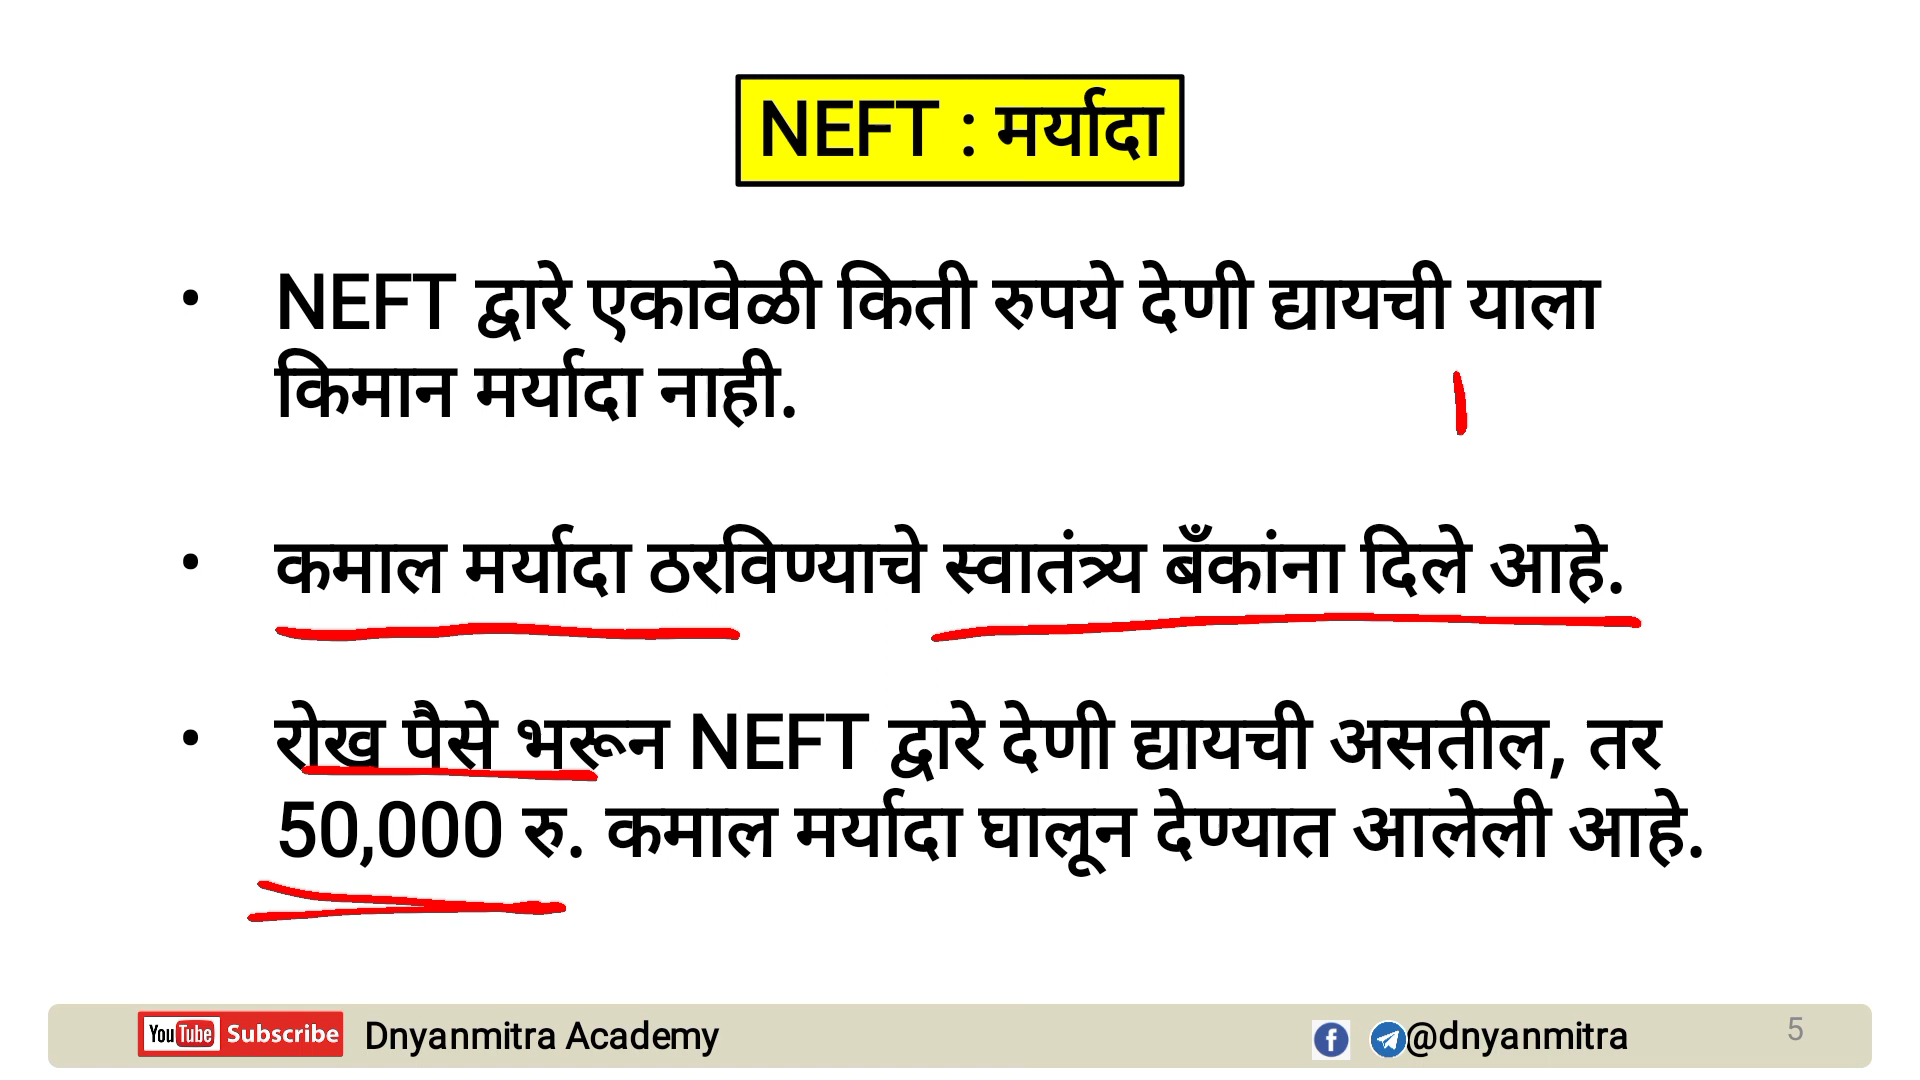 NEFT : मर्यादा
• NEFT द्वारे एकावेळी किती रुपये देणी द्यायची याला
किमान मर्यादा नाही.
• कमाल मर्यादा ठरविण्याचे स्वातंत्र्य बँकांना दिले आहे.
• रोख पैसे भरून NEFT द्वारे देणी द्यायची असतील, तर
50,000 रु. कमाल मर्यादा घालून देण्यात आलेली आहे.
YouTube Subscribe Dnyanmitra Academy f @dnyanmitra 5